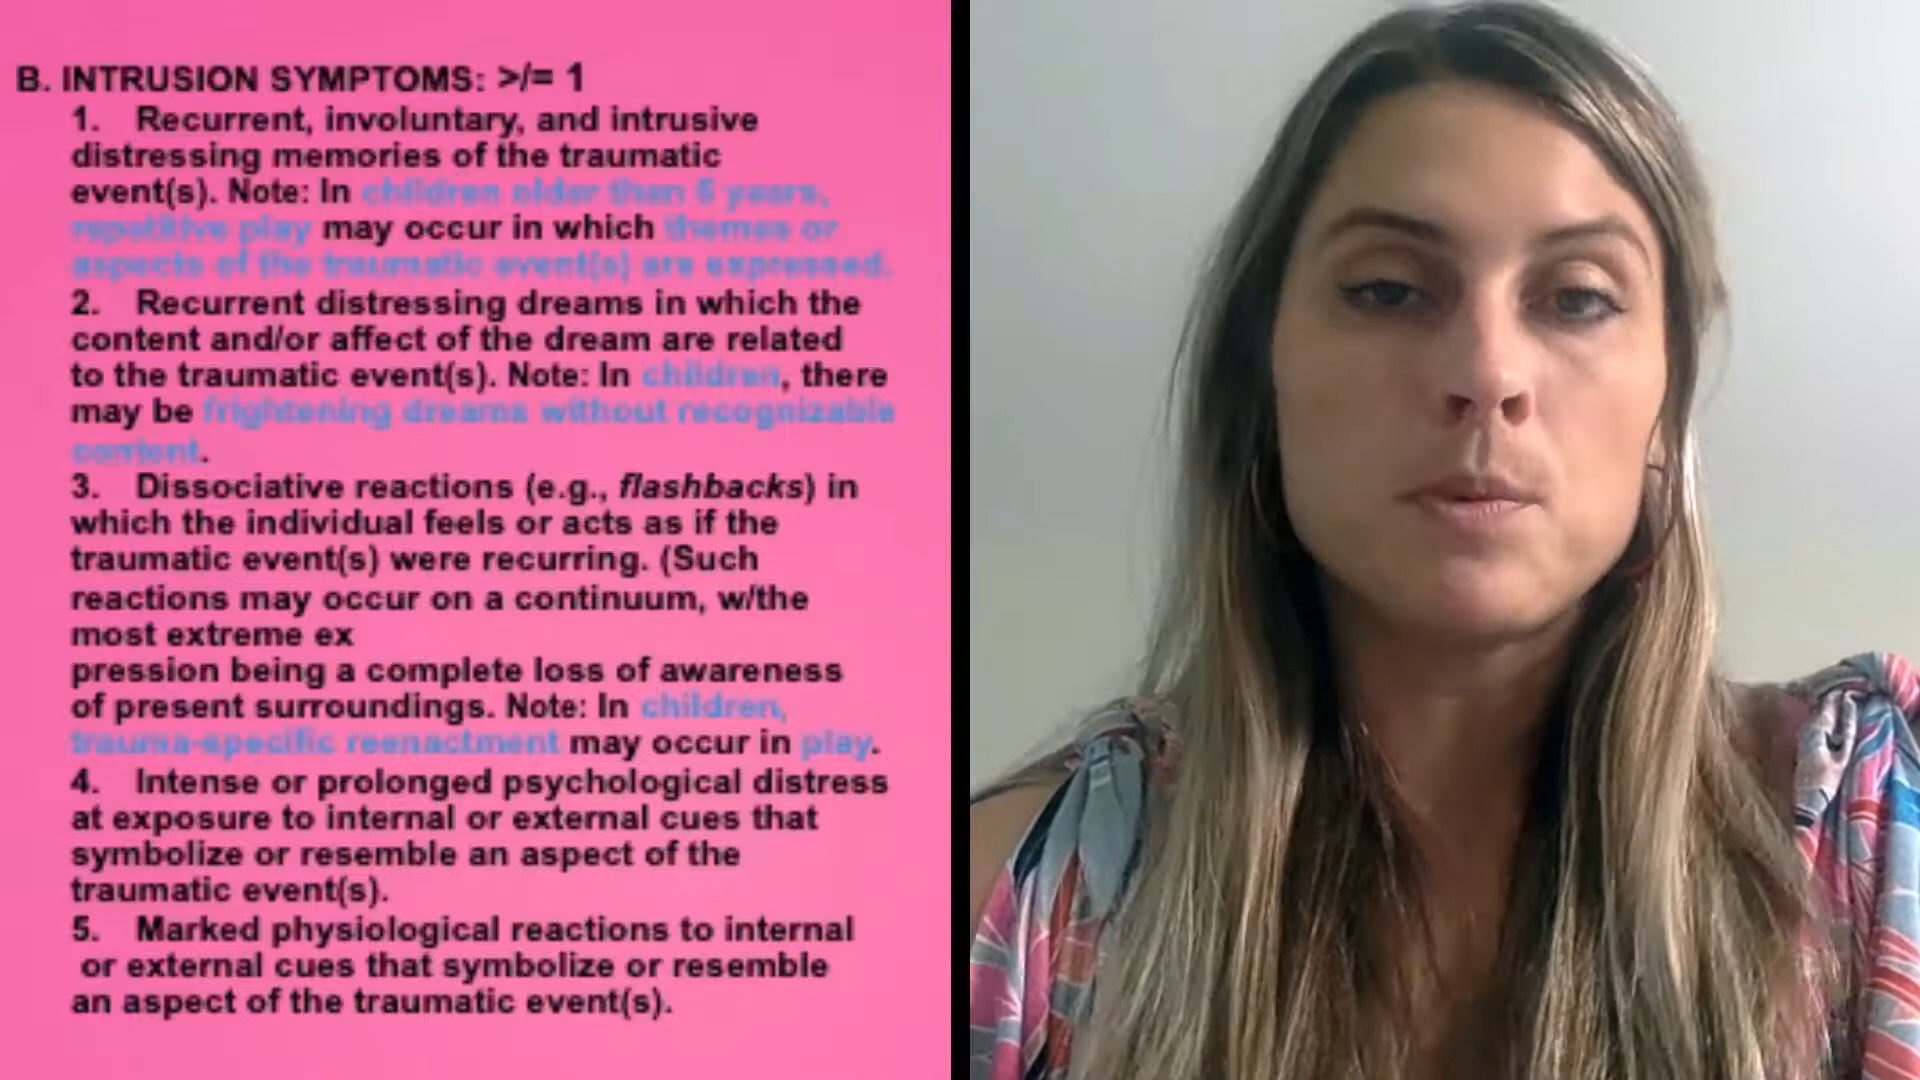 B. INTRUSION SYMPTOMS: >/= 1
1. Recurrent, involuntary, and intrusive
distressing memories of the traumatic
event(s). Note: In children older than 6 years,
repetitive play may occur in which themes or
aspects of the traumatic event(s) are expressed.
2. Recurrent distressing dreams in which the
content and/or affect of the dream are related
to the traumatic event(s). Note: In children, there
may be frightening dreams without recognizable
content.
3. Dissociative reactions (e.g., flashbacks) in
which the individual feels or acts as if the
traumatic event(s) were recurring. (Such
reactions may occur on a continuum, w/the
most extreme ex
pression being a complete loss of awareness
of present surroundings. Note: In children,
trauma-specific reenactment may occur in play.
4. Intense or prolonged psychological distress
at exposure to internal or external cues that
symbolize or resemble an aspect of the
traumatic event(s).
5. Marked physiological reactions to internal
or external cues that symbolize or resemble
an aspect of the traumatic event(s).